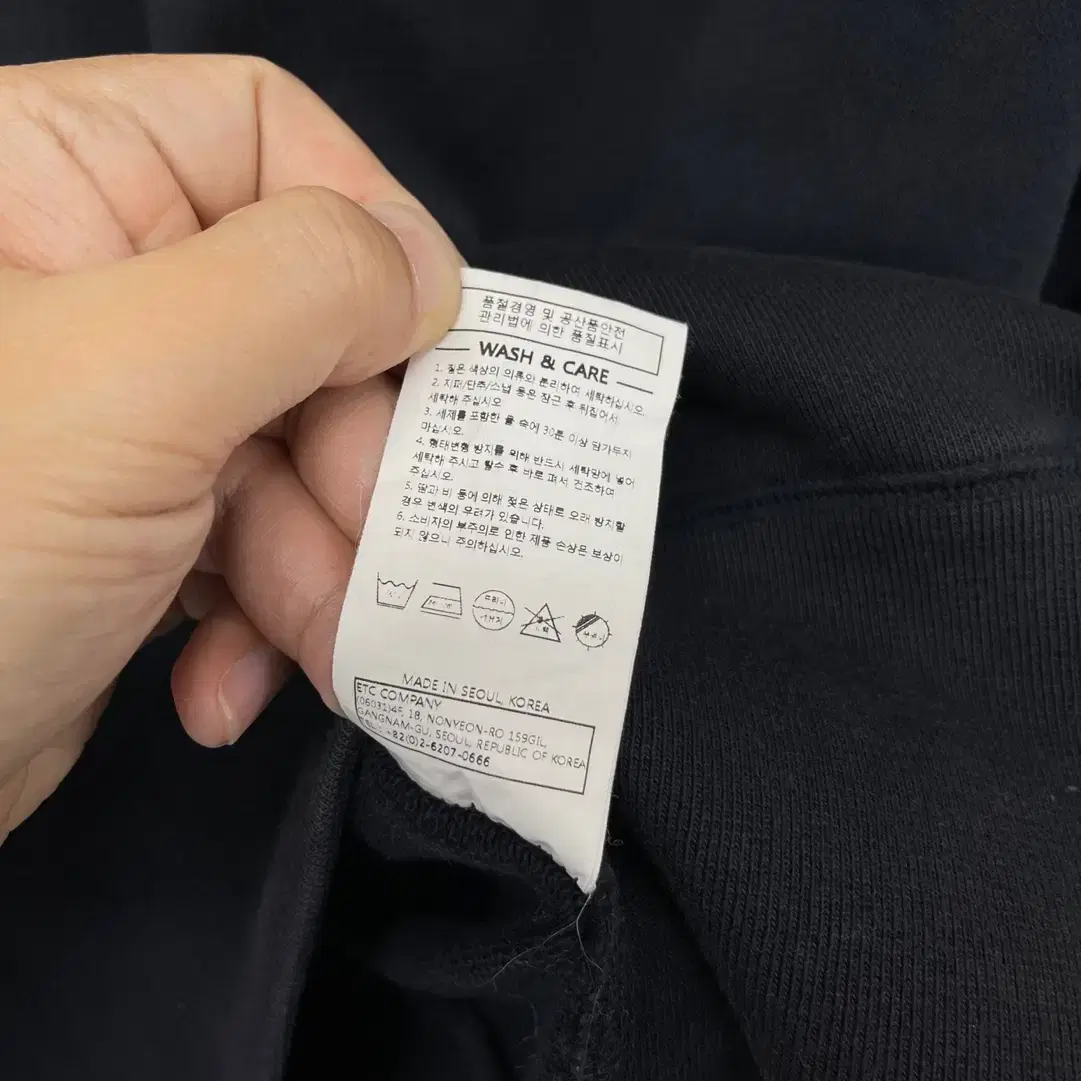 품질경영 및 공산품안전
관리법에 의한 품질표시
WASH & CARE
1. 짙은 색상의 의류와 분리하여 세탁하십시오.
2. 지퍼/단추/스냅 등은 잠근 후 뒤집어서
세탁해 주십시오
3. 세제를 포함한 물 속에 30분 이상 담가두지
마십시오.
4. 형태변형 방지를 위해 반드시 세탁망에 넣어
세탁해 주시고 탈수 후 바로 펴서 건조하여
주십시오.
5. 땀과 비 등에 의해 젖은 상태로 오래 방치할
경우 변색의 우려가 있습니다.
6. 소비자의 부주의로 인한 제품 손상은 보상이
되지 않으니 주의하십시오.
드라이
MADE IN SEOUL, KOREA
ETC COMPANY
(06031)4F, 18, NONYEON-RO 159GIL,
GANGNAM-GU, SEOUL, REPUBLIC OF KOREA
+82(0)2-6207-0666